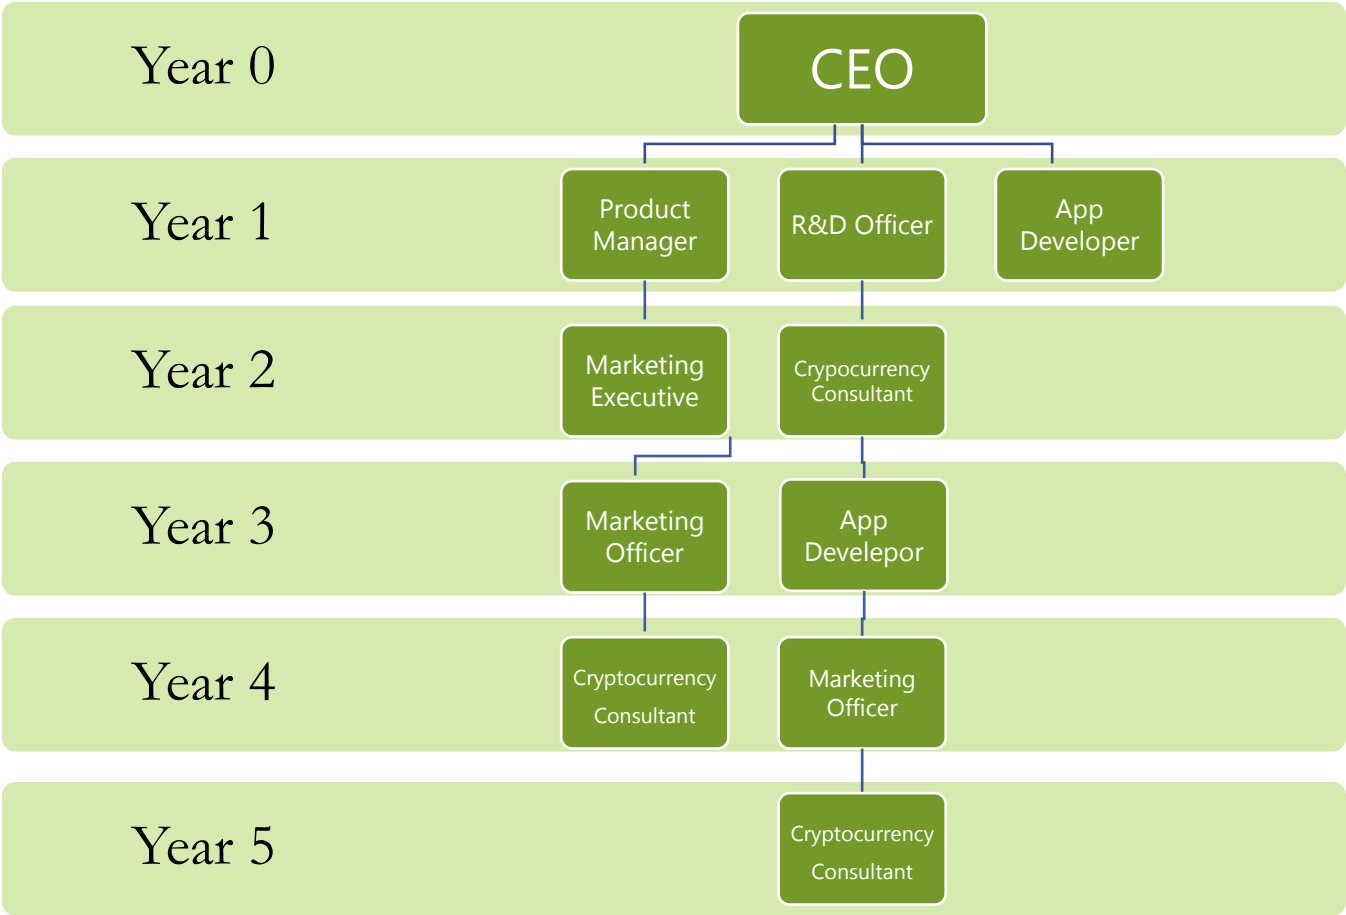 Year 0
CEO
Year 1
Product
Manager
R&D Officer
App
Developer
Year 2
Marketing
Executive
Crypocurrency
Consultant
Year 3
Marketing
Officer
App
Develepor
Year 4
Cryptocurrency
Consultant
Marketing
Officer
Year 5
Cryptocurrency
Consultant